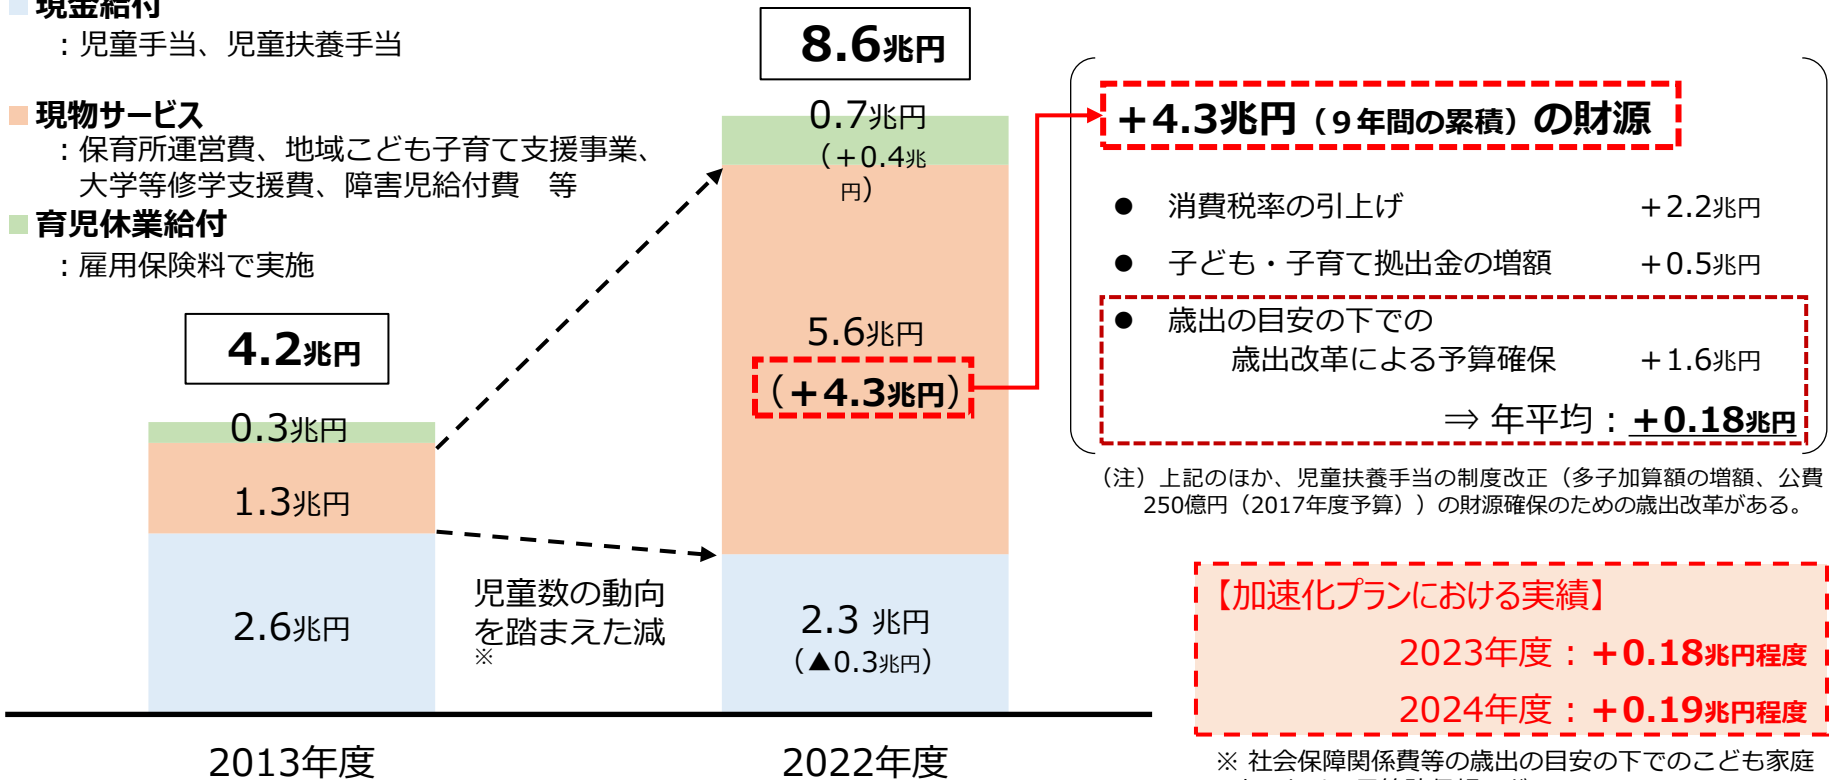 現金給付
：児童手当、児童扶養手当
現物サービス
：保育所運営費、地域こども子育て支援事業、
大学等修学支援費、障害児給付費　等
育児休業給付
：雇用保険料で実施
4.2兆円
0.3兆円
1.3兆円
2.6兆円
2013年度
児童数の動向
を踏まえた減
※
8.6兆円
0.7兆円
（＋0.4兆
円）
5.6兆円
（＋4.3兆円）
2.3 兆円
（▲0.3兆円）
2022年度
＋4.3兆円（９年間の累積）の財源
● 消費税率の引上げ ＋2.2兆円
● 子ども・子育て拠出金の増額 ＋0.5兆円
● 歳出の目安の下での
歳出改革による予算確保 ＋1.6兆円
⇒ 年平均：＋0.18兆円
（注）上記のほか、児童扶養手当の制度改正（多子加算額の増額、公費
250億円（2017年度予算））の財源確保のための歳出改革がある。
【加速化プランにおける実績】
2023年度：＋0.18兆円程度
2024年度：＋0.19兆円程度
※ 社会保障関係費等の歳出の目安の下でのこども家庭